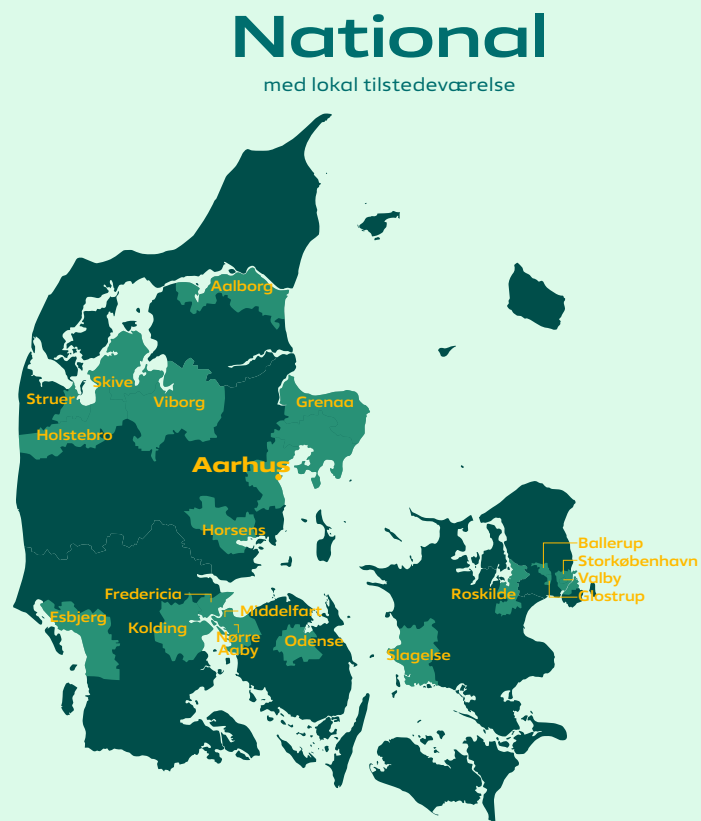 National
med lokal tilstedeværelse
Aalborg
Skive
Struer
Viborg
Grenaa
Holstebro
Aarhus
Horsens
Ballerup
Storkøbenhavn
Valby
Glostrup
Roskilde
Fredericia
Middelfart
Esbjerg
Kolding
Nørre
Aaby
Odense
Slagelse